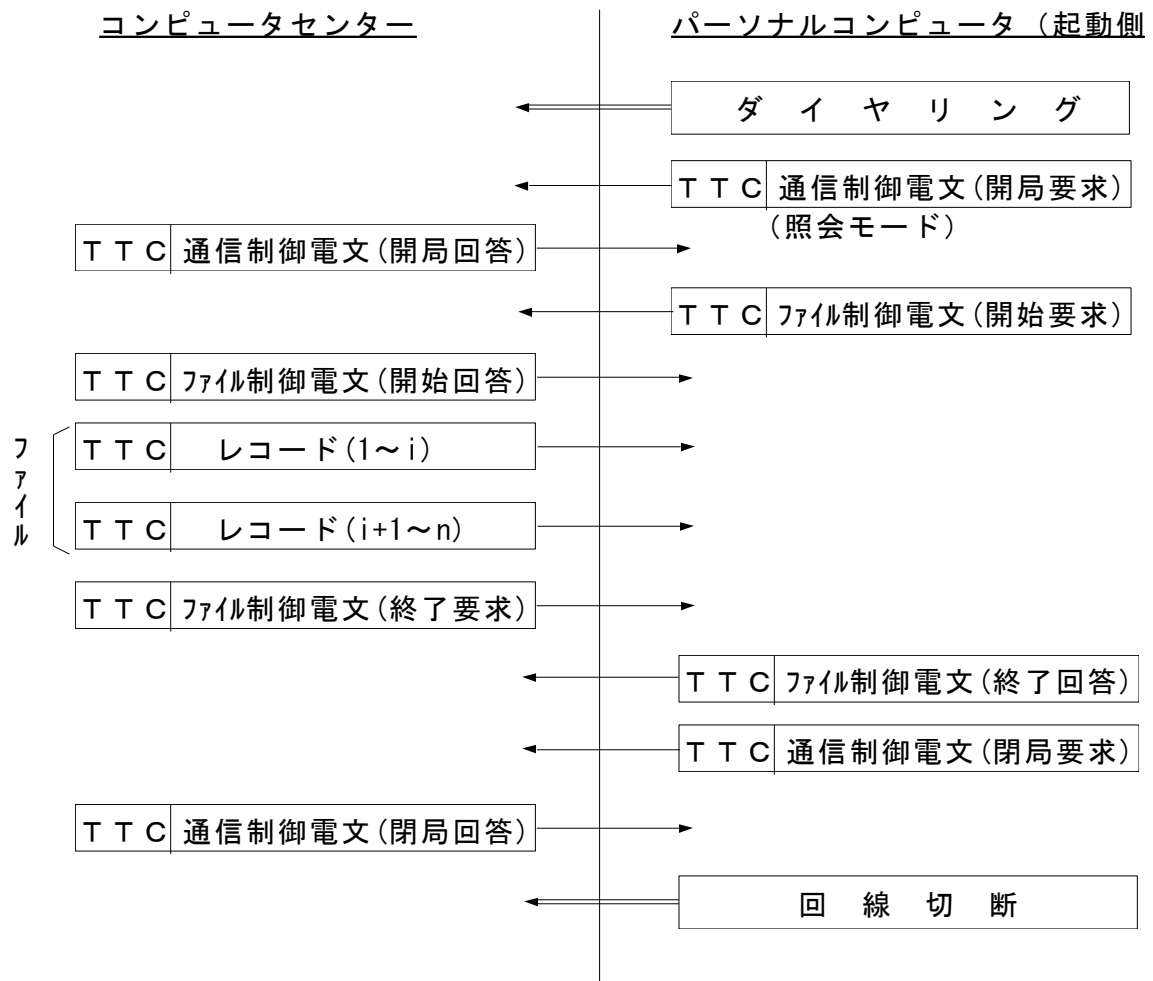 コンピュータセンター
パーソナルコンピュータ（起動側
ダイヤリング
ＴＴＣ 通信制御電文(開局要求)
(照会モード)
ＴＴＣ 通信制御電文(開局回答)
ＴＴＣ ﾌｧｲﾙ制御電文(開始要求)
ＴＴＣ ﾌｧｲﾙ制御電文(開始回答)
ファイル
ＴＴＣ レコード(1～i)
ＴＴＣ レコード(i+1～n)
ＴＴＣ ﾌｧｲﾙ制御電文(終了要求)
ＴＴＣ ﾌｧｲﾙ制御電文(終了回答)
ＴＴＣ 通信制御電文(閉局要求)
ＴＴＣ 通信制御電文(閉局回答)
回線切断